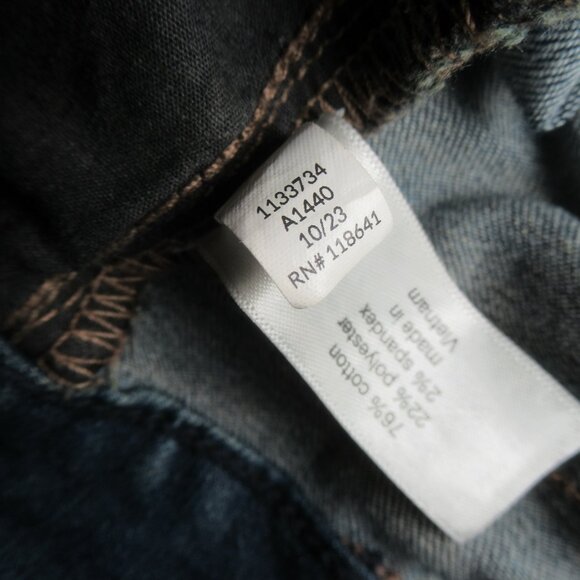 1133734
A1440
10/23
RN# 118641
76% cotton
22% polyester
2% spandex
made in
Vietnam